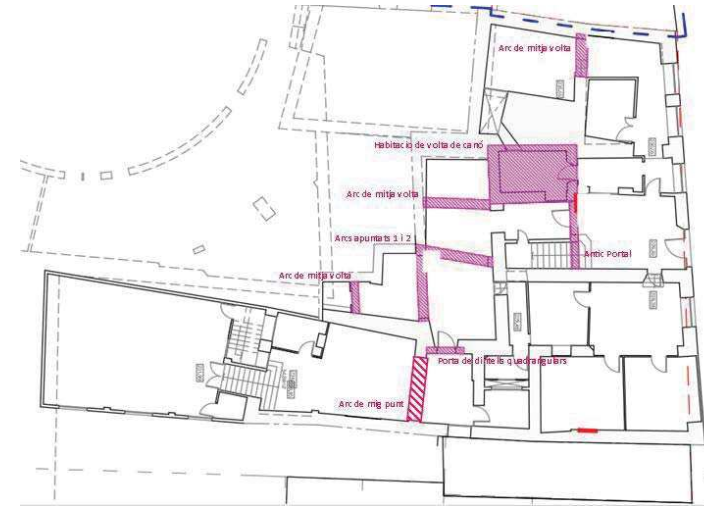 Arc de mitja volta
Habitacio de volta de canó
Arc de mitja volta
Arcs apuntats 1 i 2
Antic Portal
Arc de mitja volta
Porta de dintells quadrangulars
Arc de mig punt